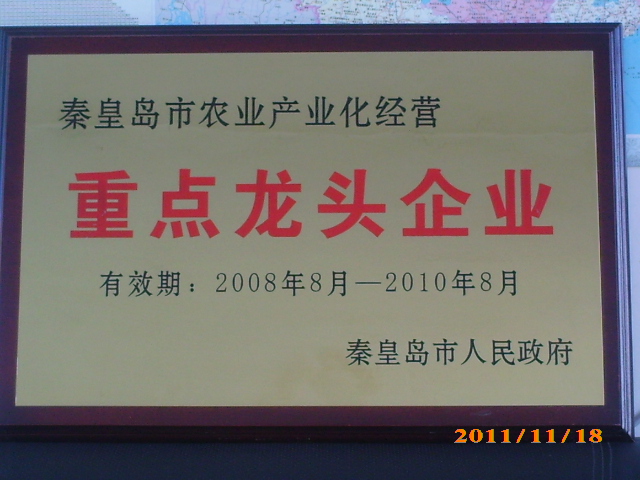 秦皇岛市农业产业化经营
重点龙头企业
有效期：2008年8月—2010年8月
秦皇岛市人民政府
2011/11/18